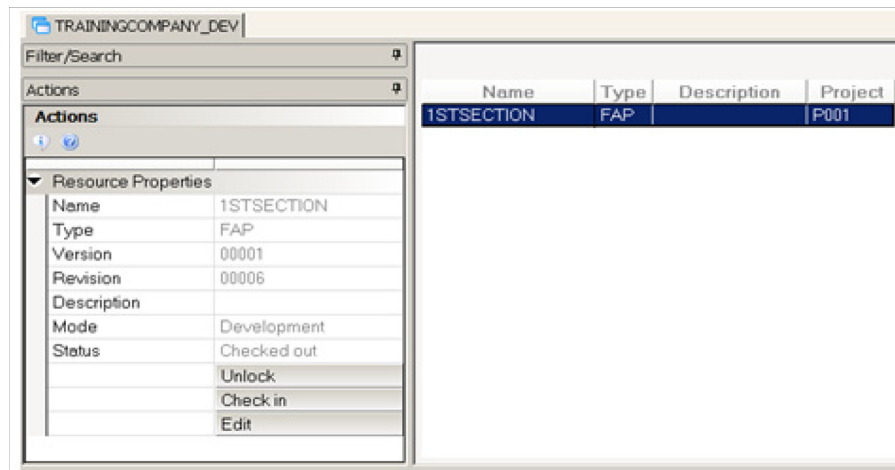 TRAININGCOMPANY_DEV
Filter/Search
Actions
Actions
Resource Properties
Name 1STSECTION
Type FAP
Version 00001
Revision 00006
Description
Mode Development
Status Checked out
Unlock
Check in
Edit
Name Type Description Project
1STSECTION FAP P001